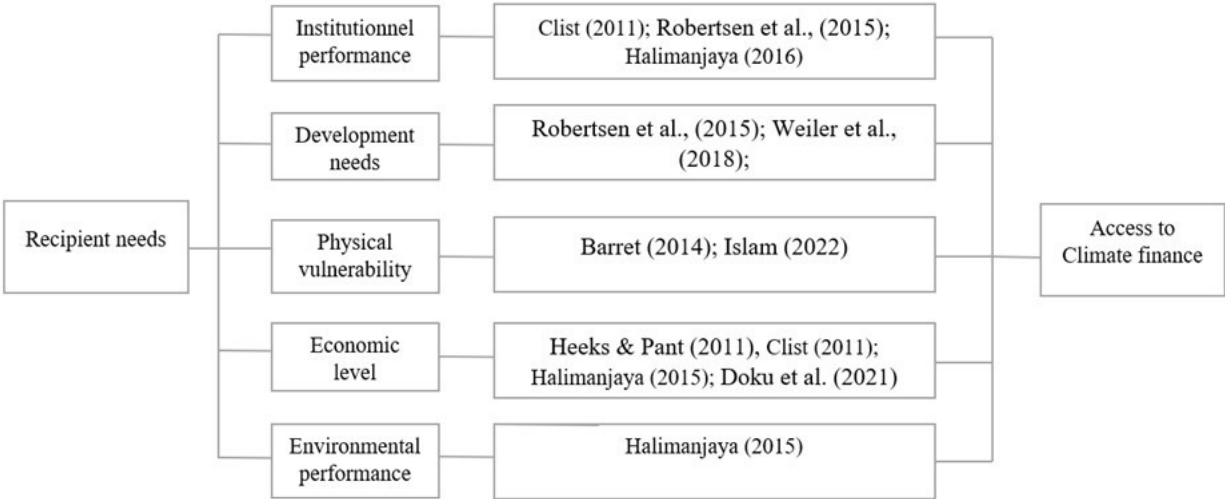 Institutionnel
performance
Clist (2011); Robertsen et al., (2015);
Halimanjaya (2016)
Development
needs
Robertsen et al., (2015); Weiler et al.,
(2018);
Recipient needs
Physical
vulnerability
Barret (2014); Islam (2022)
Access to
Climate finance
Economic
level
Heeks & Pant (2011), Clist (2011);
Halimanjaya (2015); Doku et al. (2021)
Environmental
performance
Halimanjaya (2015)